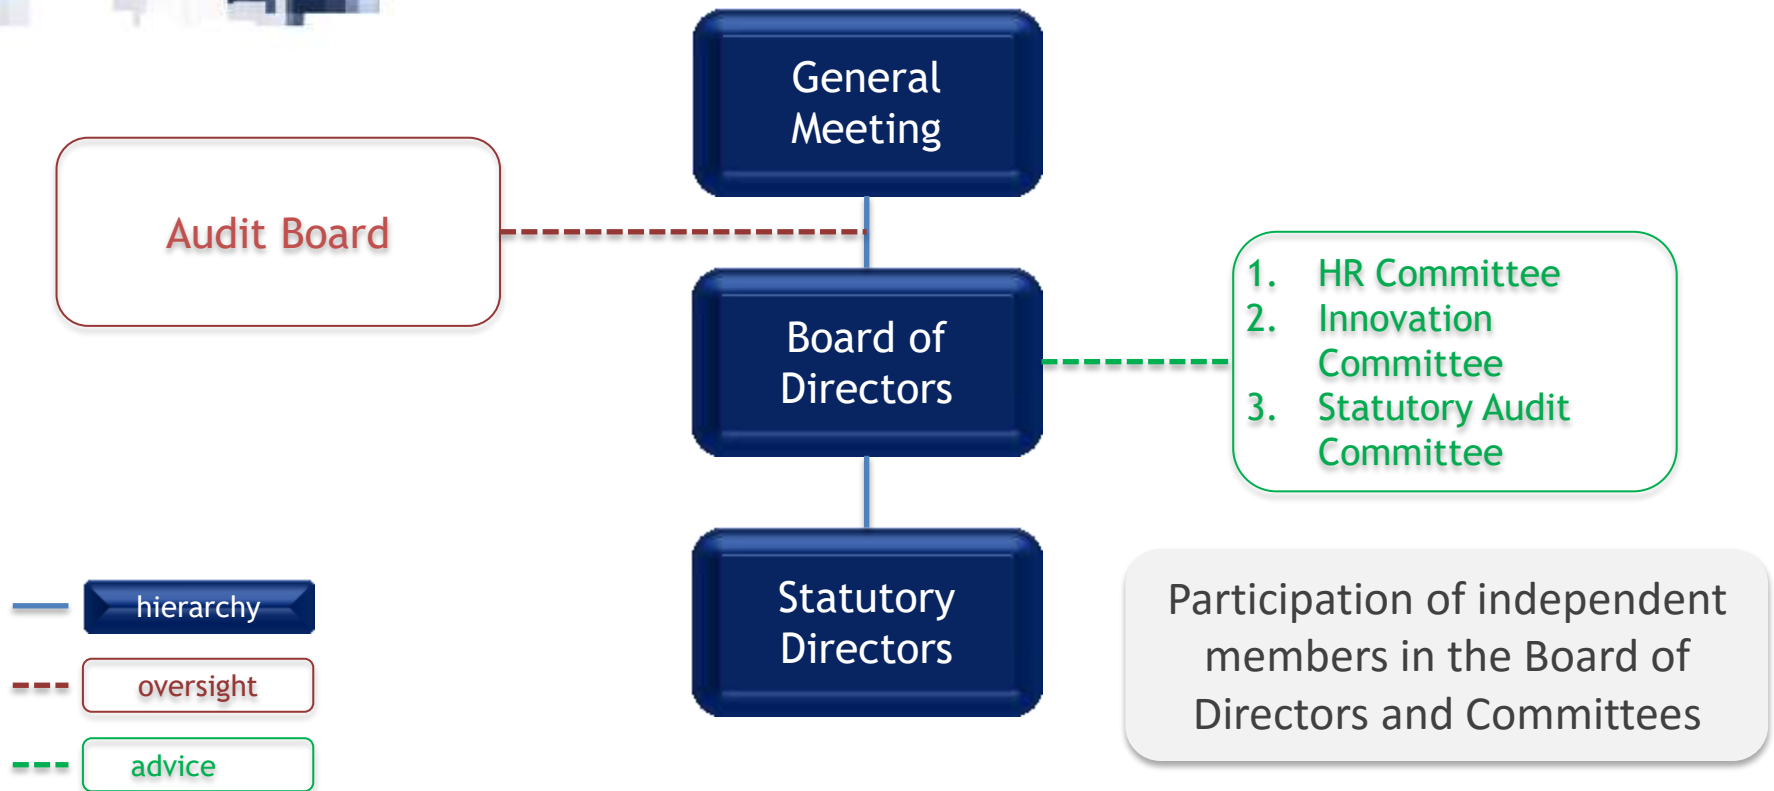 General
Meeting
Audit Board
1. HR Committee
2. Innovation
Committee
3. Statutory Audit
Committee
Board of
Directors
Statutory
Directors
Participation of independent
members in the Board of
Directors and Committees
hierarchy
oversight
advice